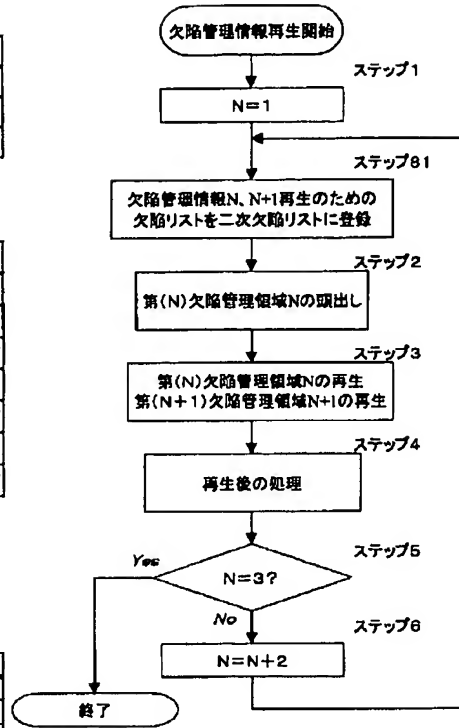 欠陥管理情報再生開始
ステップ1
N=1
ステップ81
欠陥管理情報N、N+1再生のための
欠陥リストを二次欠陥リストに登録
ステップ2
第(N)欠陥管理領域Nの頭出し
ステップ3
第(N)欠陥管理領域Nの再生
第(N+1)欠陥管理領域N+1の再生
ステップ4
再生後の処理
ステップ5
Yes
N=3?
No
ステップ6
N=N+2
終了